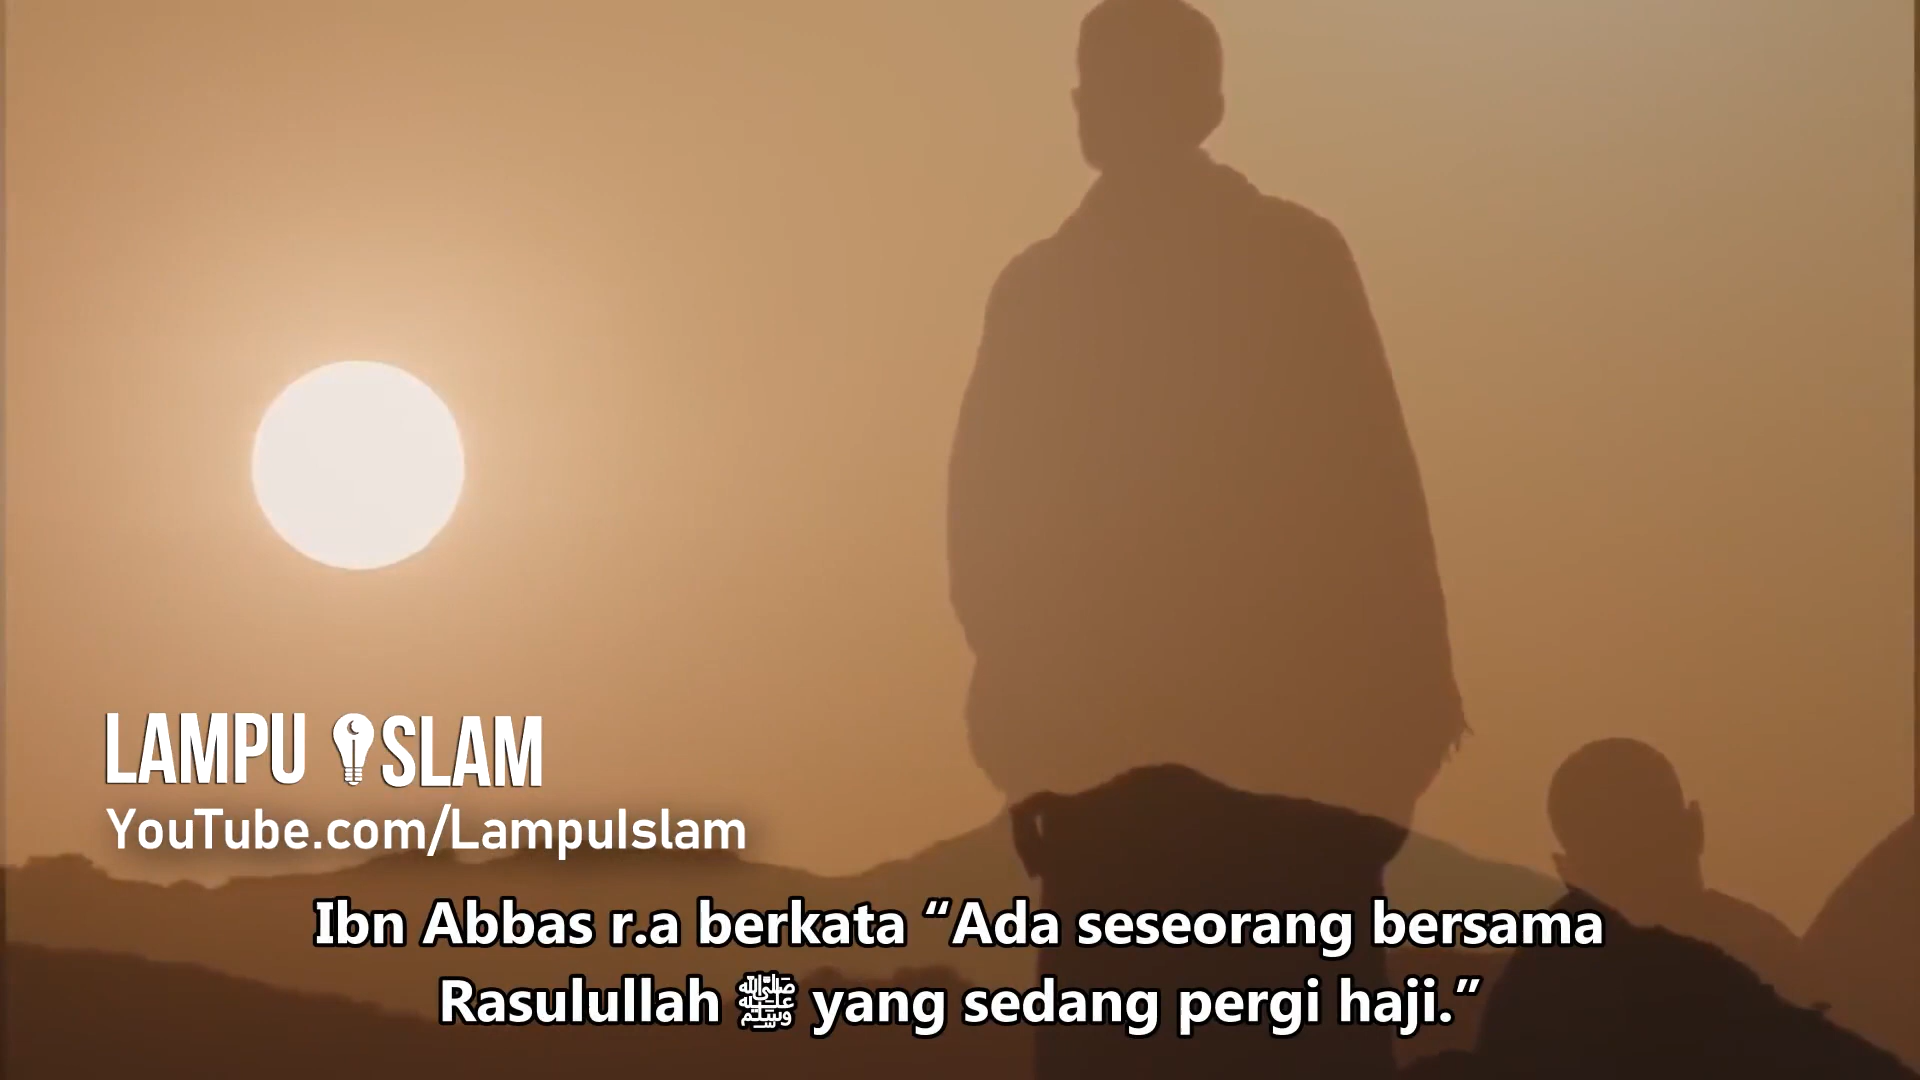 LAMPU ISLAM
YouTube.com/LampuIslam
Ibn Abbas r.a berkata “Ada seseorang bersama
Rasulullah ﷺ yang sedang pergi haji.”